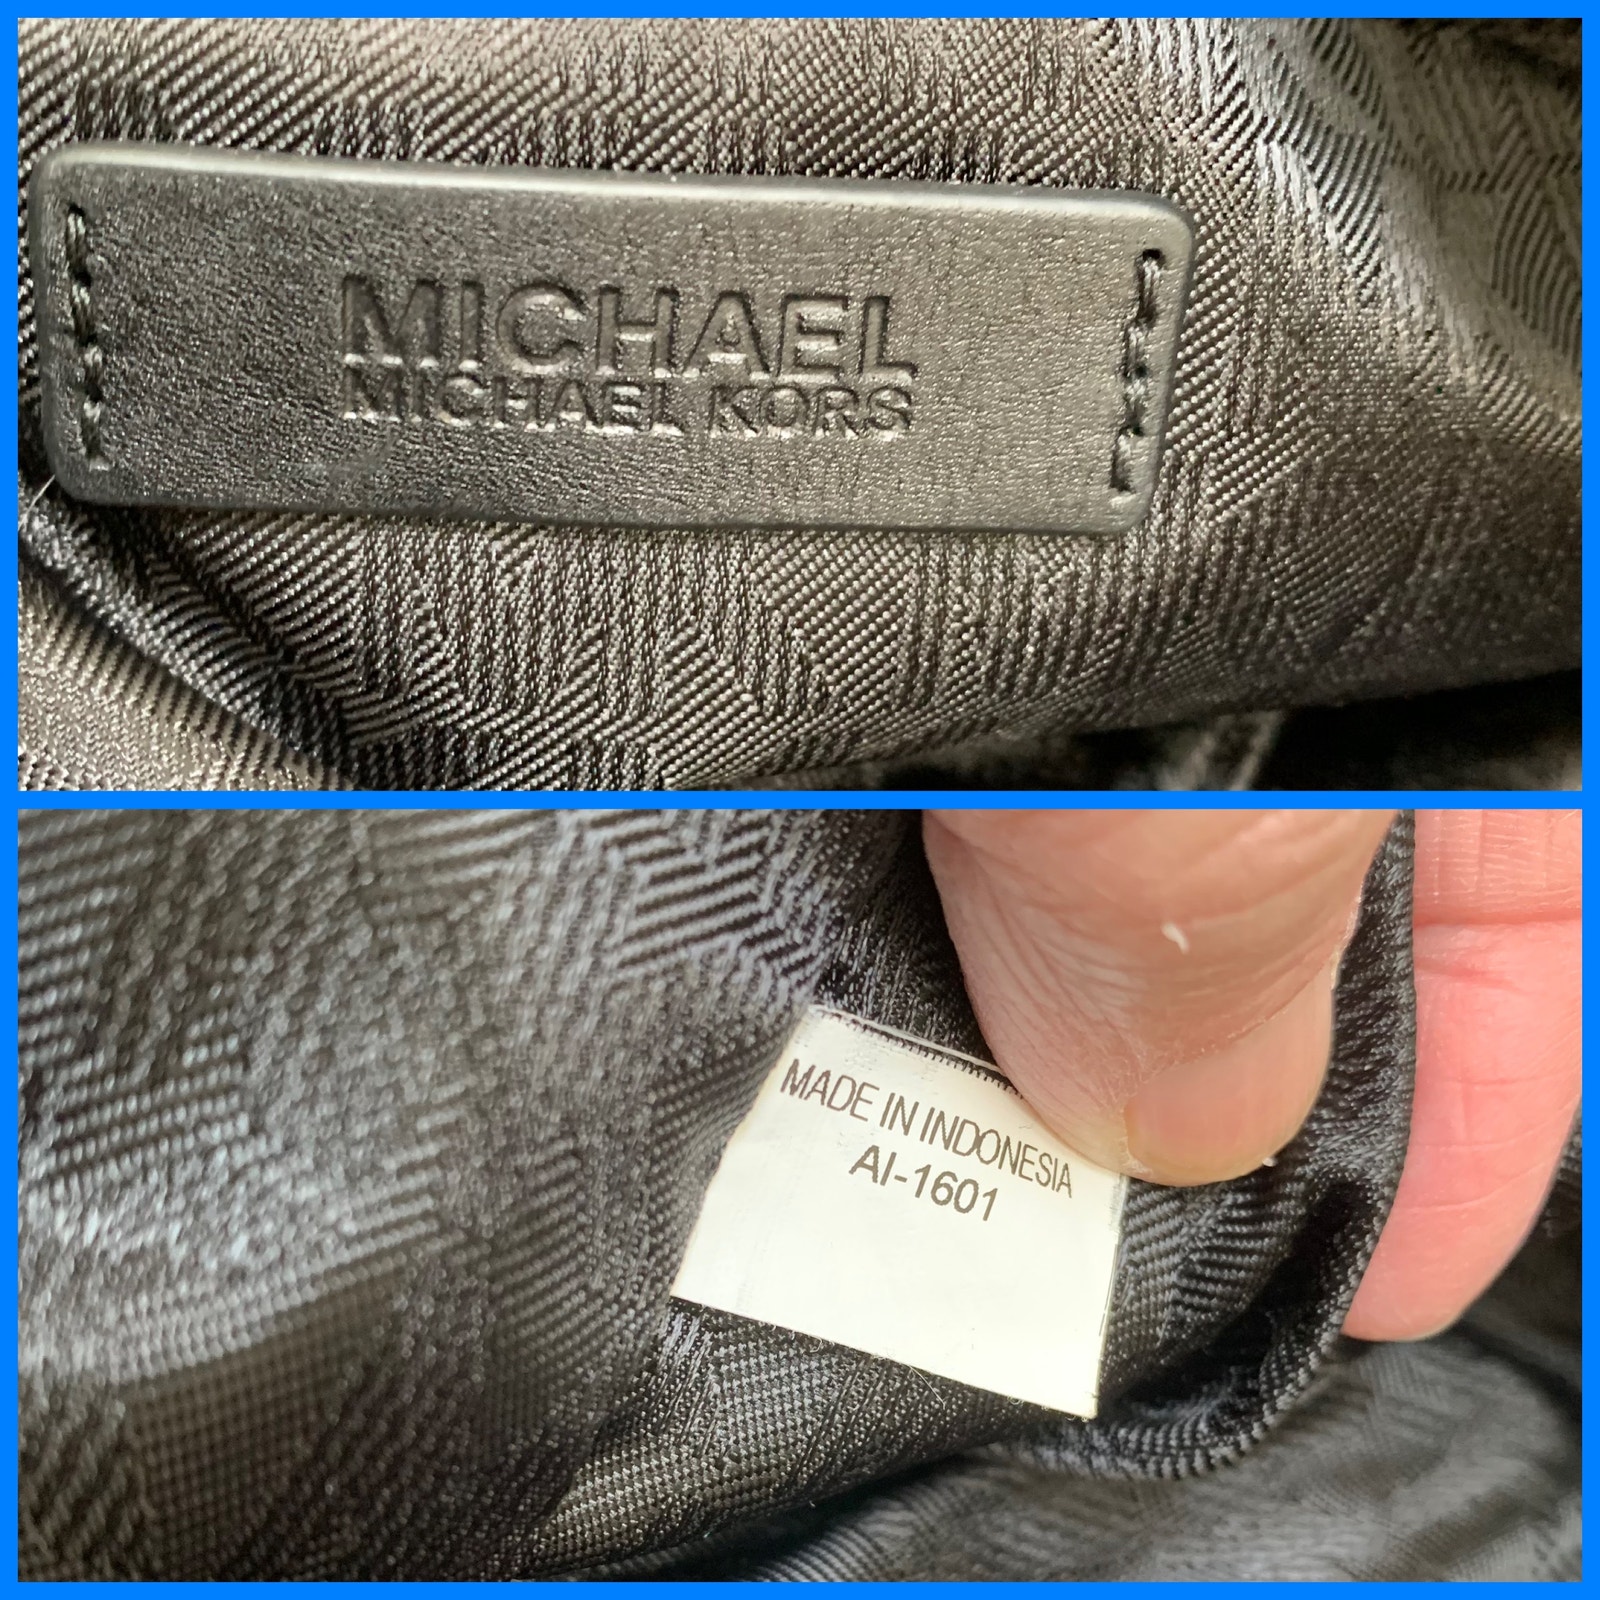 MICHAEL
MICHAEL KORS
MADE IN INDONESIA
AI-1601